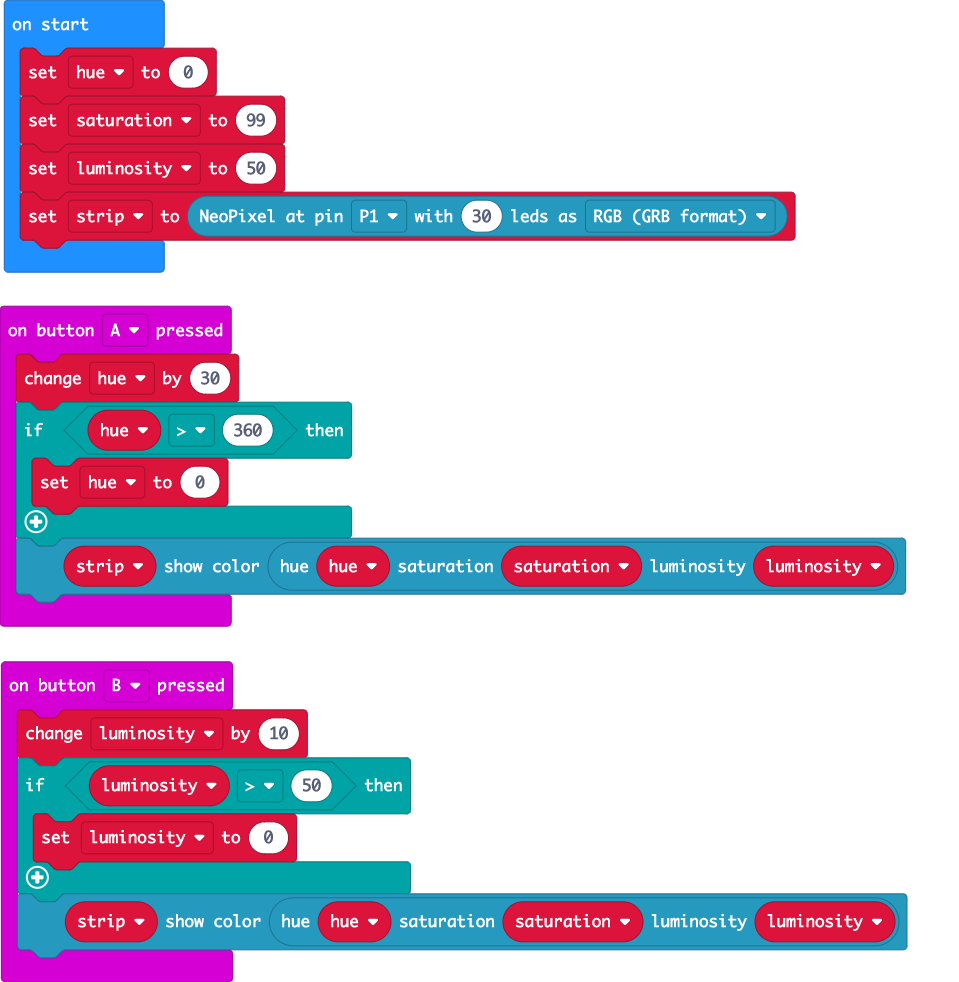 on start
set hue to 0
set saturation to 99
set luminosity to 50
set strip to NeoPixel at pin P1 with 30 leds as RGB (GRB format)
on button A pressed
change hue by 30
if hue > 360 then
set hue to 0
strip show color hue hue saturation saturation luminosity luminosity
on button B pressed
change luminosity by 10
if luminosity > 50 then
set luminosity to 0
strip show color hue hue saturation saturation luminosity luminosity